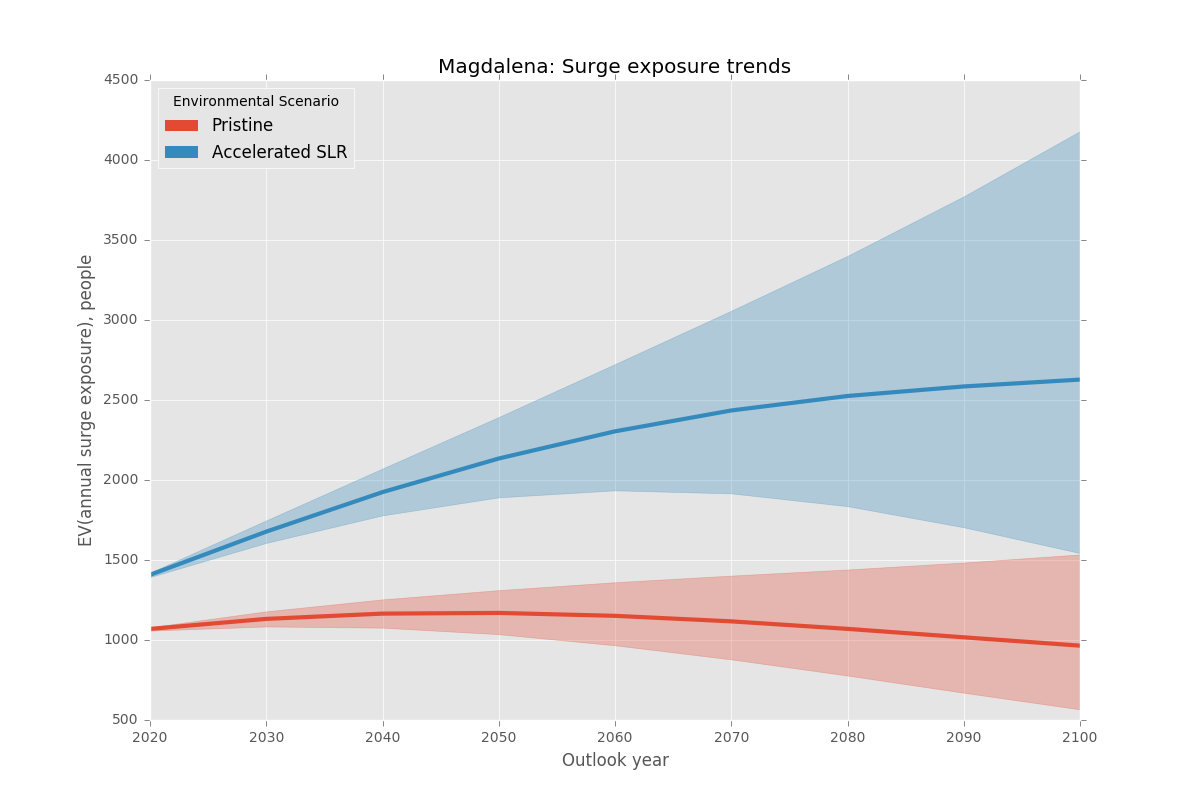 Magdalena: Surge exposure trends
Environmental Scenario
Pristine
Accelerated SLR
EV(annual surge exposure), people
4500
4000
3500
3000
2500
2000
1500
1000
500
2020 2030 2040 2050 2060 2070 2080 2090 2100
Outlook year